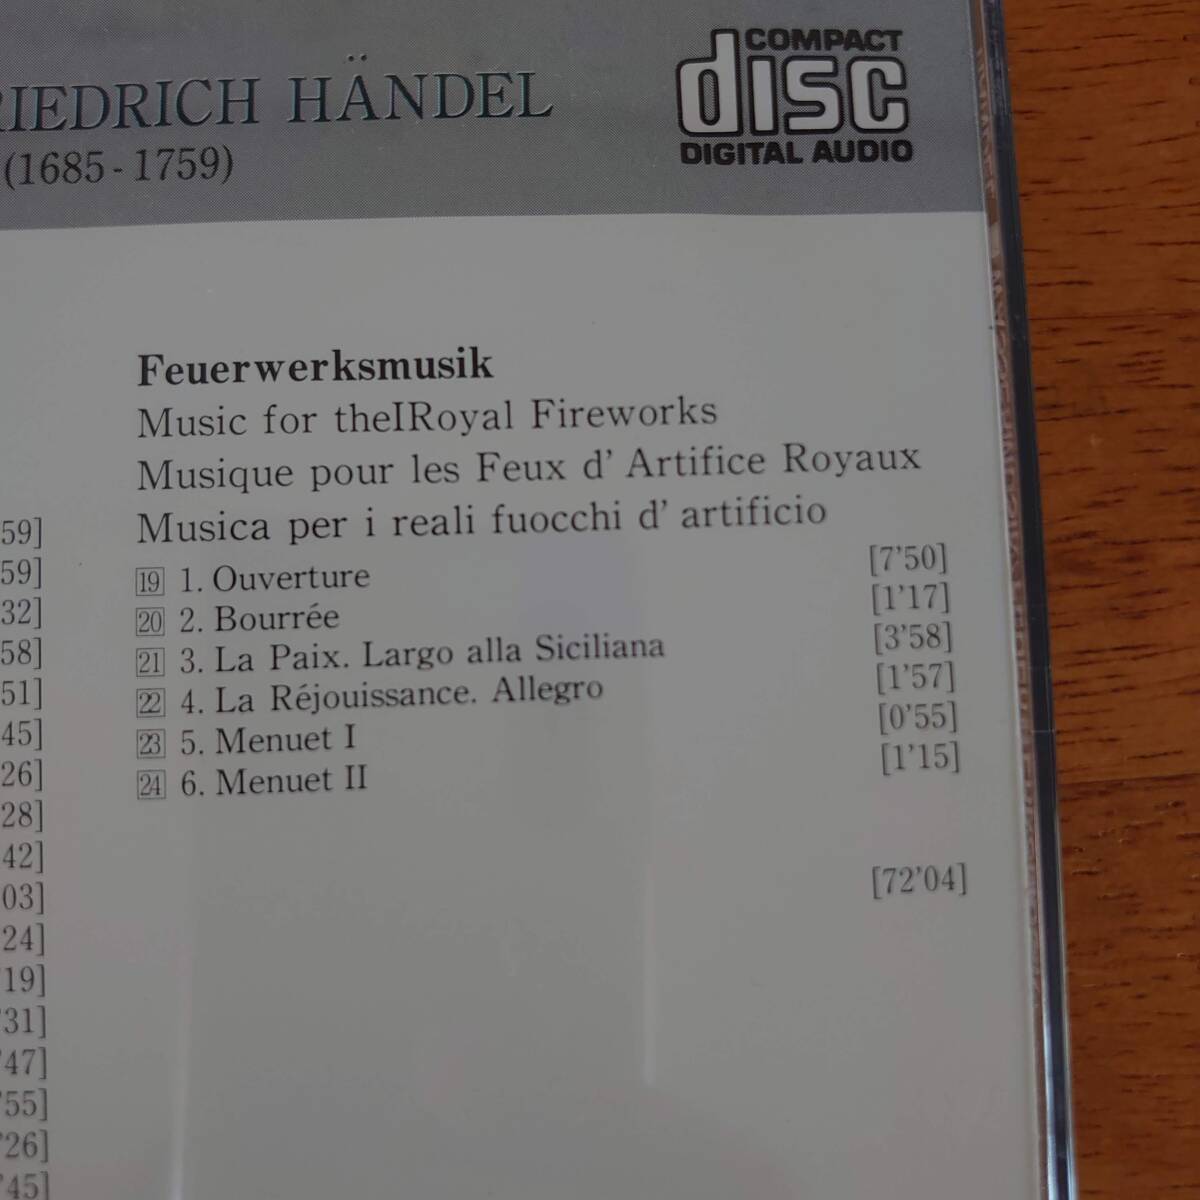 RIEDRICH HÄNDEL
(1685-1759)
COMPACT
disc
DIGITAL AUDIO
Feuerwerksmusik
Music for theIRoyal Fireworks
Musique pour les Feux d' Artifice Royaux
Musica per i reali fuocchi d' artificio
19 1. Ouverture [7'50]
20 2. Bourrée [1'17]
21 3. La Paix. Largo alla Siciliana [3'58]
22 4. La Réjouissance. Allegro [1'57]
23 5. Menuet I [0'55]
24 6. Menuet II [1'15]
[72'04]
59]
59]
32]
58]
51]
45]
26]
28]
42]
03]
24]
'19]
'31]
'47]
'55]
'26]
'45]